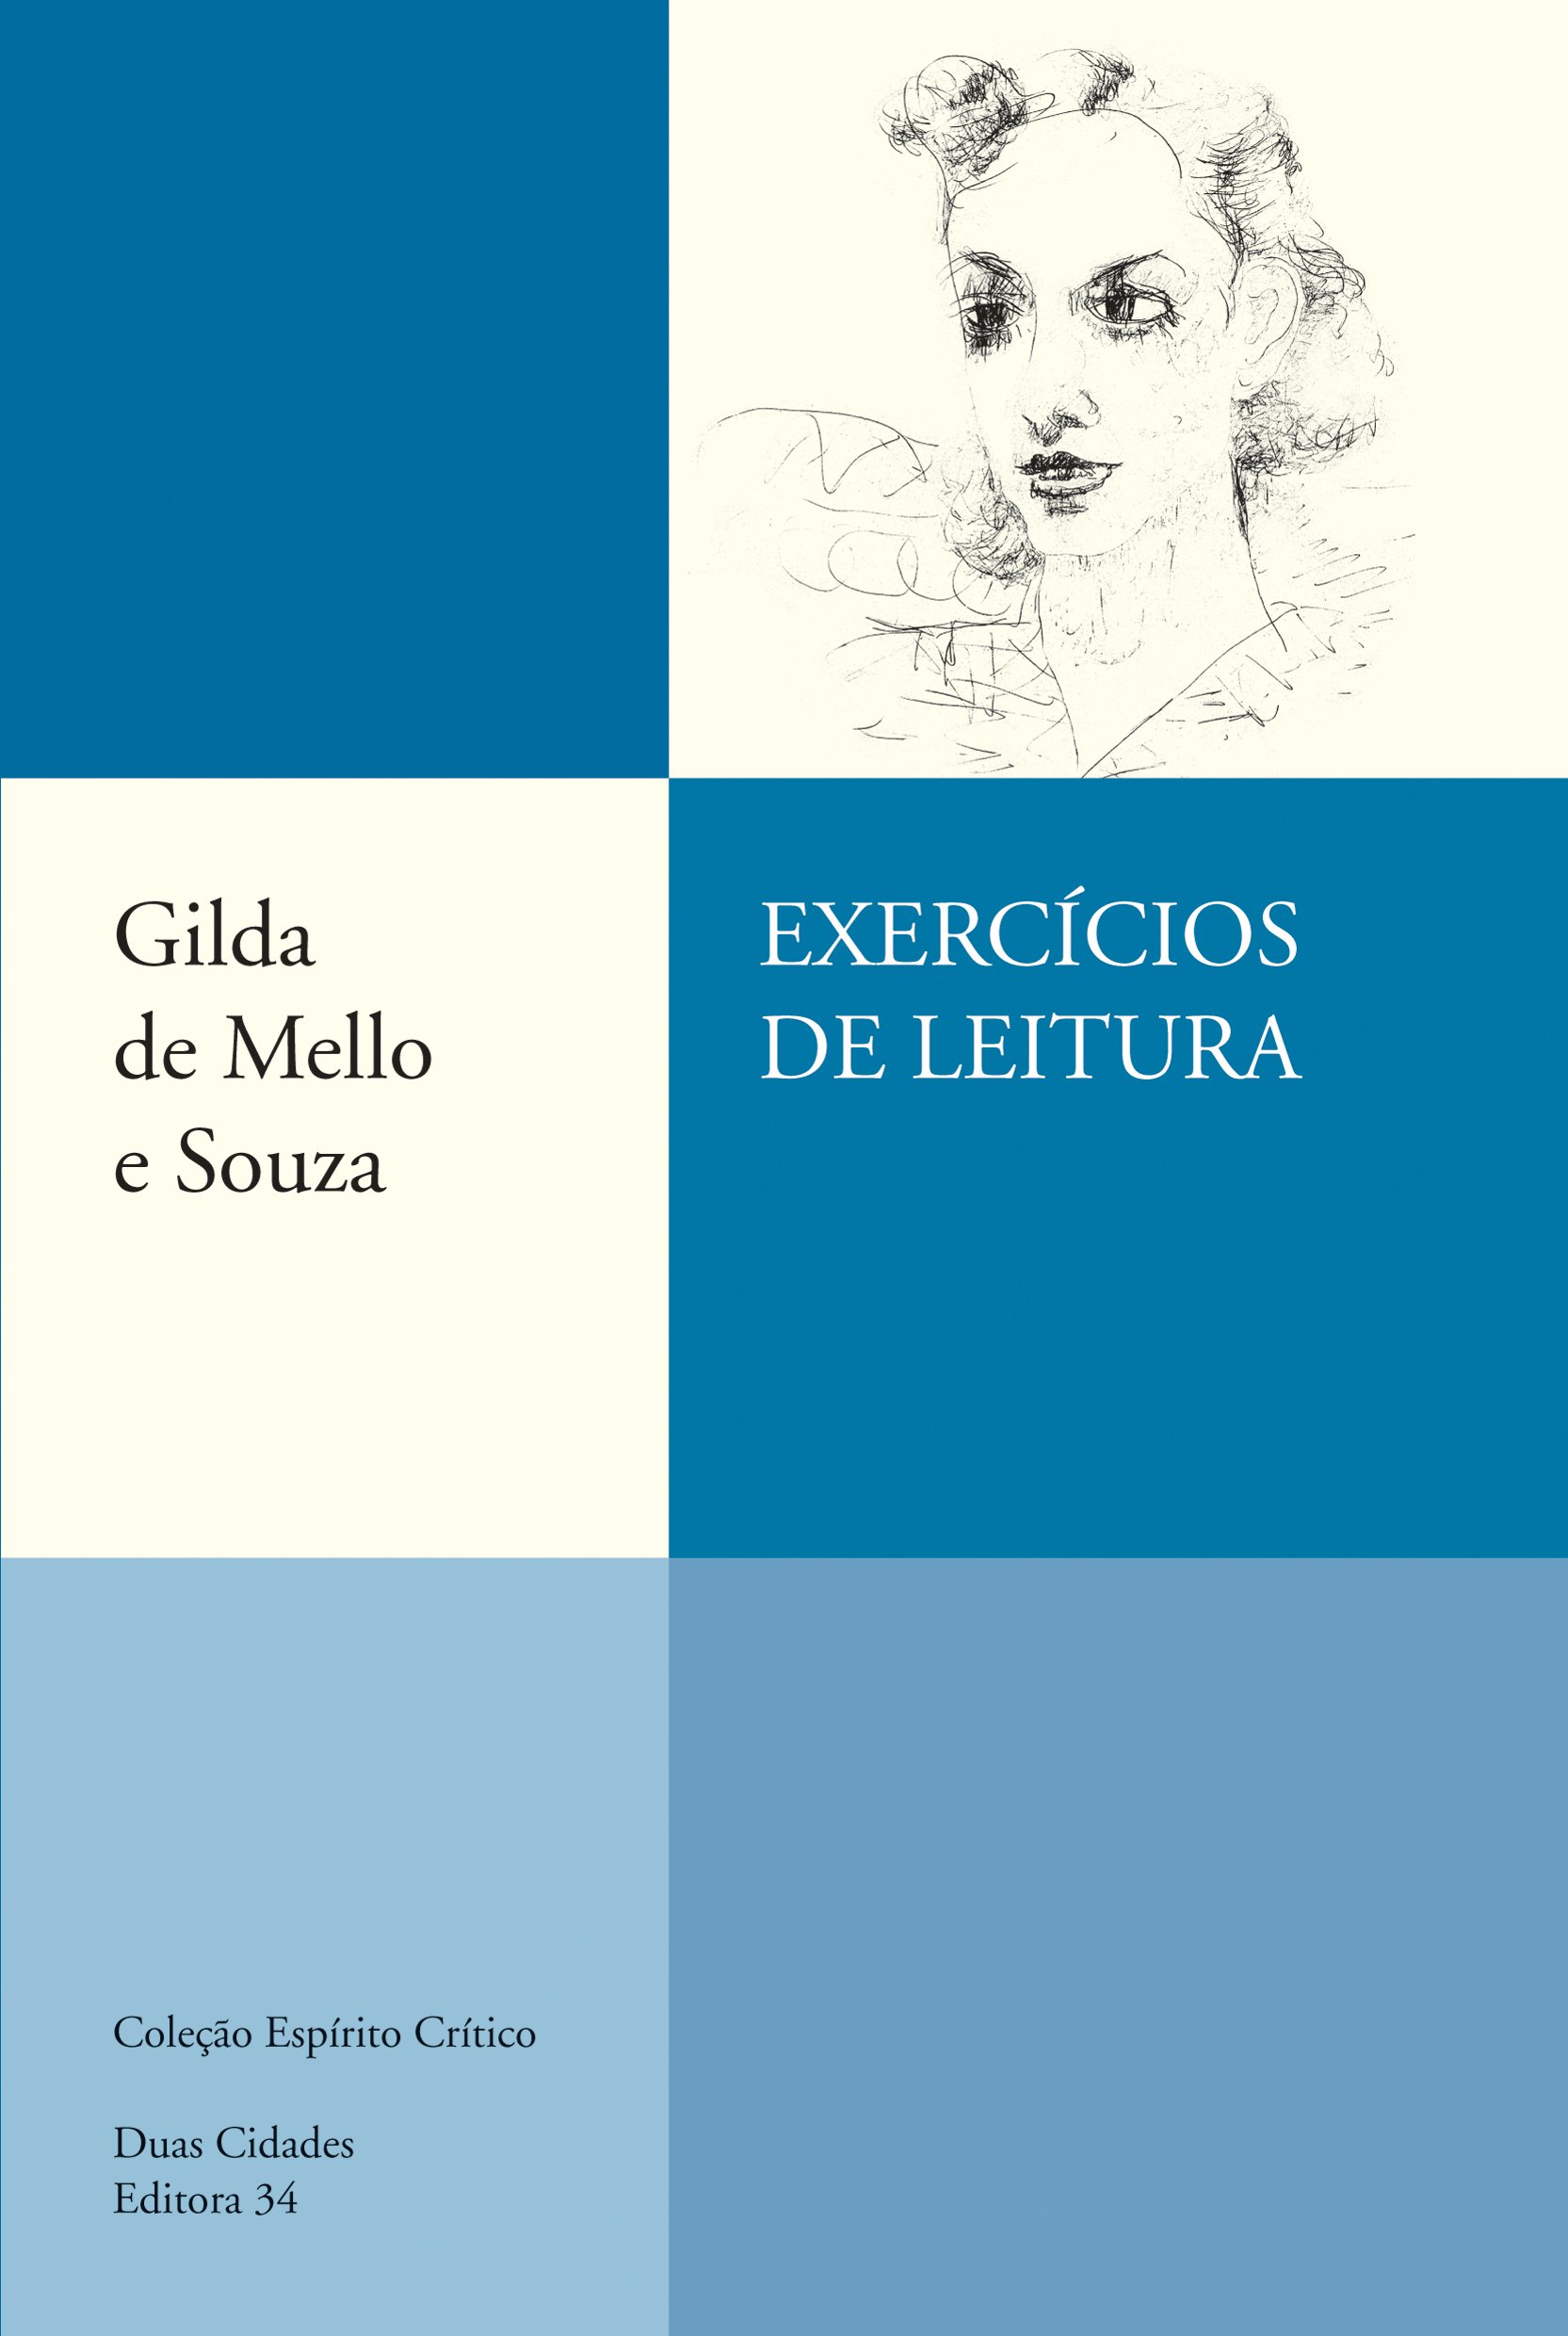 Gilda
de Mello
e Souza
EXERCÍCIOS
DE LEITURA
Coleção Espírito Crítico
Duas Cidades
Editora 34